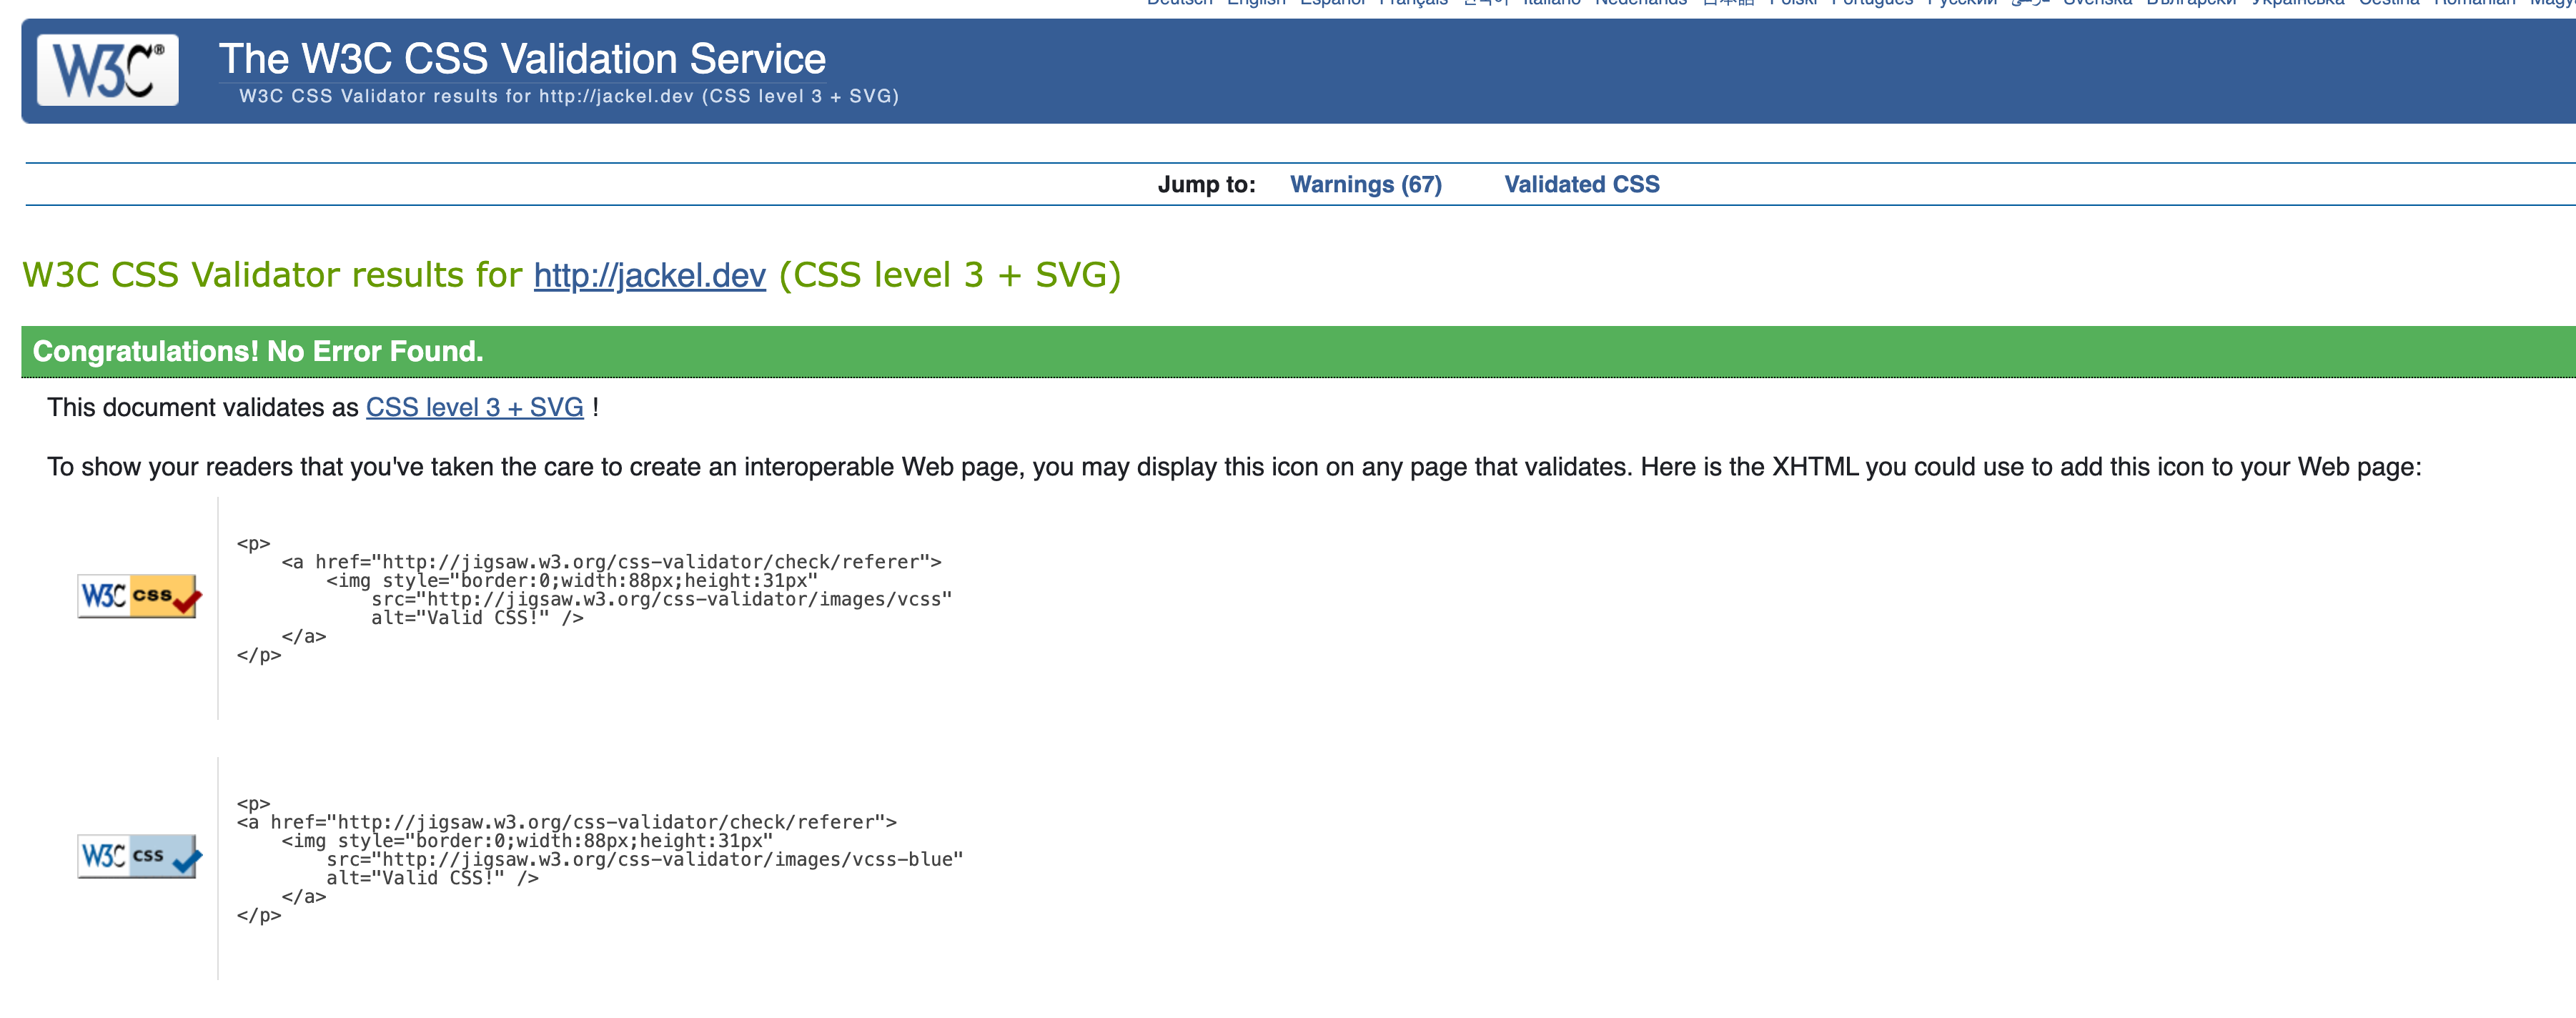 Deutsch English Español Français 한국어 Italiano Nederlands 日本語 Polski Português Русский فارسی Svenska Български Українська Čeština Romanian
W3C®
The W3C CSS Validation Service
W3C CSS Validator results for http://jackel.dev (CSS level 3 + SVG)
Jump to: Warnings (67) Validated CSS
W3C CSS Validator results for http://jackel.dev (CSS level 3 + SVG)
Congratulations! No Error Found.
This document validates as CSS level 3 + SVG !
To show your readers that you've taken the care to create an interoperable Web page, you may display this icon on any page that validates. Here is the XHTML you could use to add this icon to your Web page:
W3C css
<p>
<a href="http://jigsaw.w3.org/css-validator/check/referer">
<img style="border:0;width:88px;height:31px"
src="http://jigsaw.w3.org/css-validator/images/vcss"
alt="Valid CSS!" />
</a>
</p>
W3C css
<p>
<a href="http://jigsaw.w3.org/css-validator/check/referer">
<img style="border:0;width:88px;height:31px"
src="http://jigsaw.w3.org/css-validator/images/vcss-blue"
alt="Valid CSS!" />
</a>
</p>